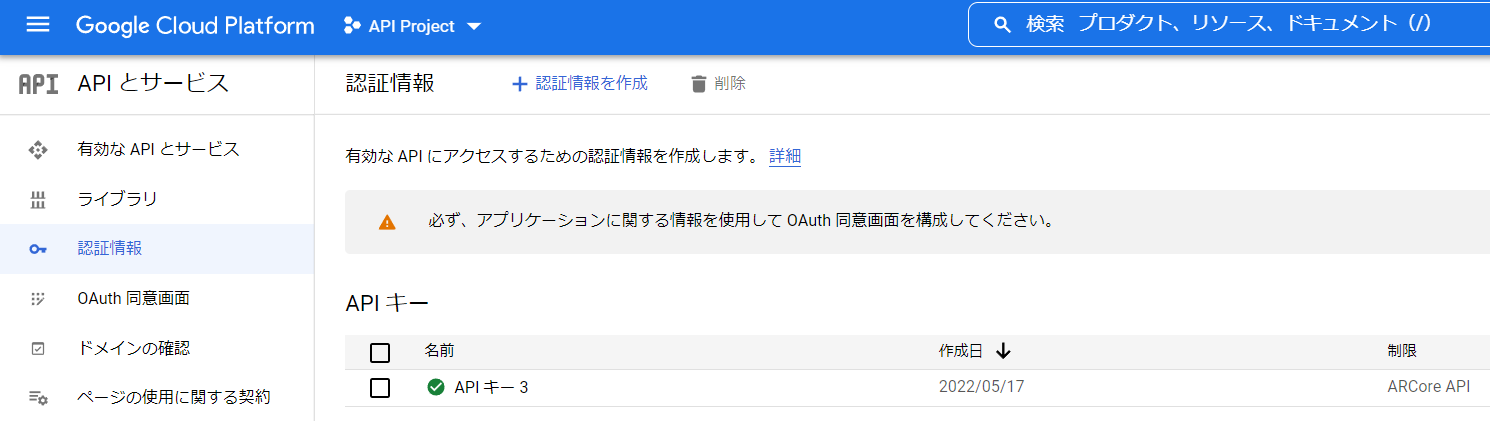 Google Cloud Platform API Project 検索 プロダクト、リソース、ドキュメント（/）
API API とサービス
認証情報 + 認証情報を作成 削除
有効な API とサービス
ライブラリ
認証情報
OAuth 同意画面
ドメインの確認
ページの使用に関する契約
有効な API にアクセスするための認証情報を作成します。 詳細
必ず、アプリケーションに関する情報を使用して OAuth 同意画面を構成してください。
API キー
名前 作成日 制限
API キー 3 2022/05/17 ARCore API